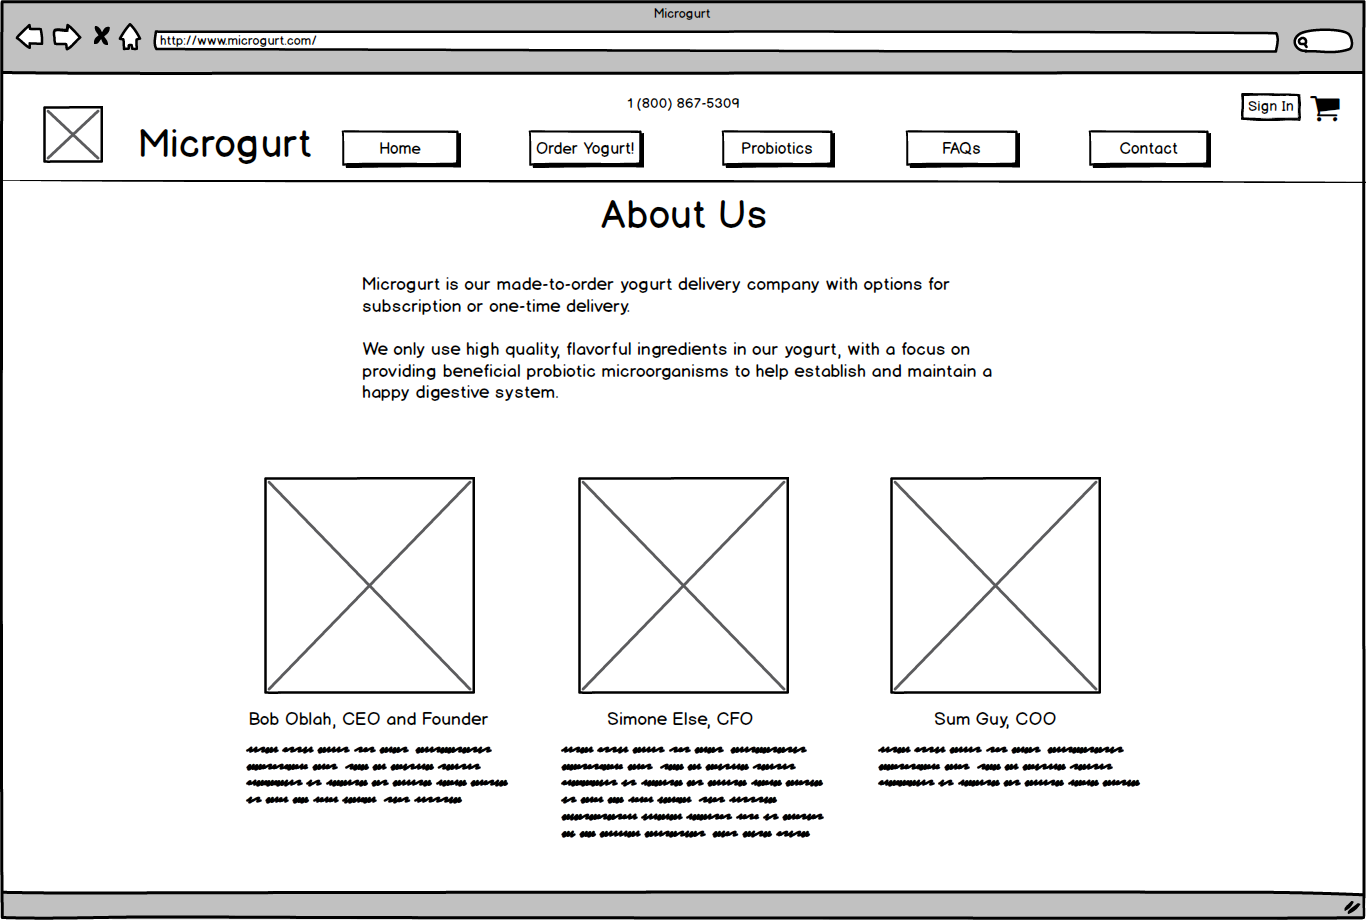 Microgurt
http://www.microgurt.com/
1 (800) 867-5309
Sign In
Microgurt
Home
Order Yogurt!
Probiotics
FAQs
Contact
About Us
Microgurt is our made-to-order yogurt delivery company with options for
subscription or one-time delivery.
We only use high quality, flavorful ingredients in our yogurt, with a focus on
providing beneficial probiotic microorganisms to help establish and maintain a
happy digestive system.
Bob Oblah, CEO and Founder
Simone Else, CFO
Sum Guy, COO